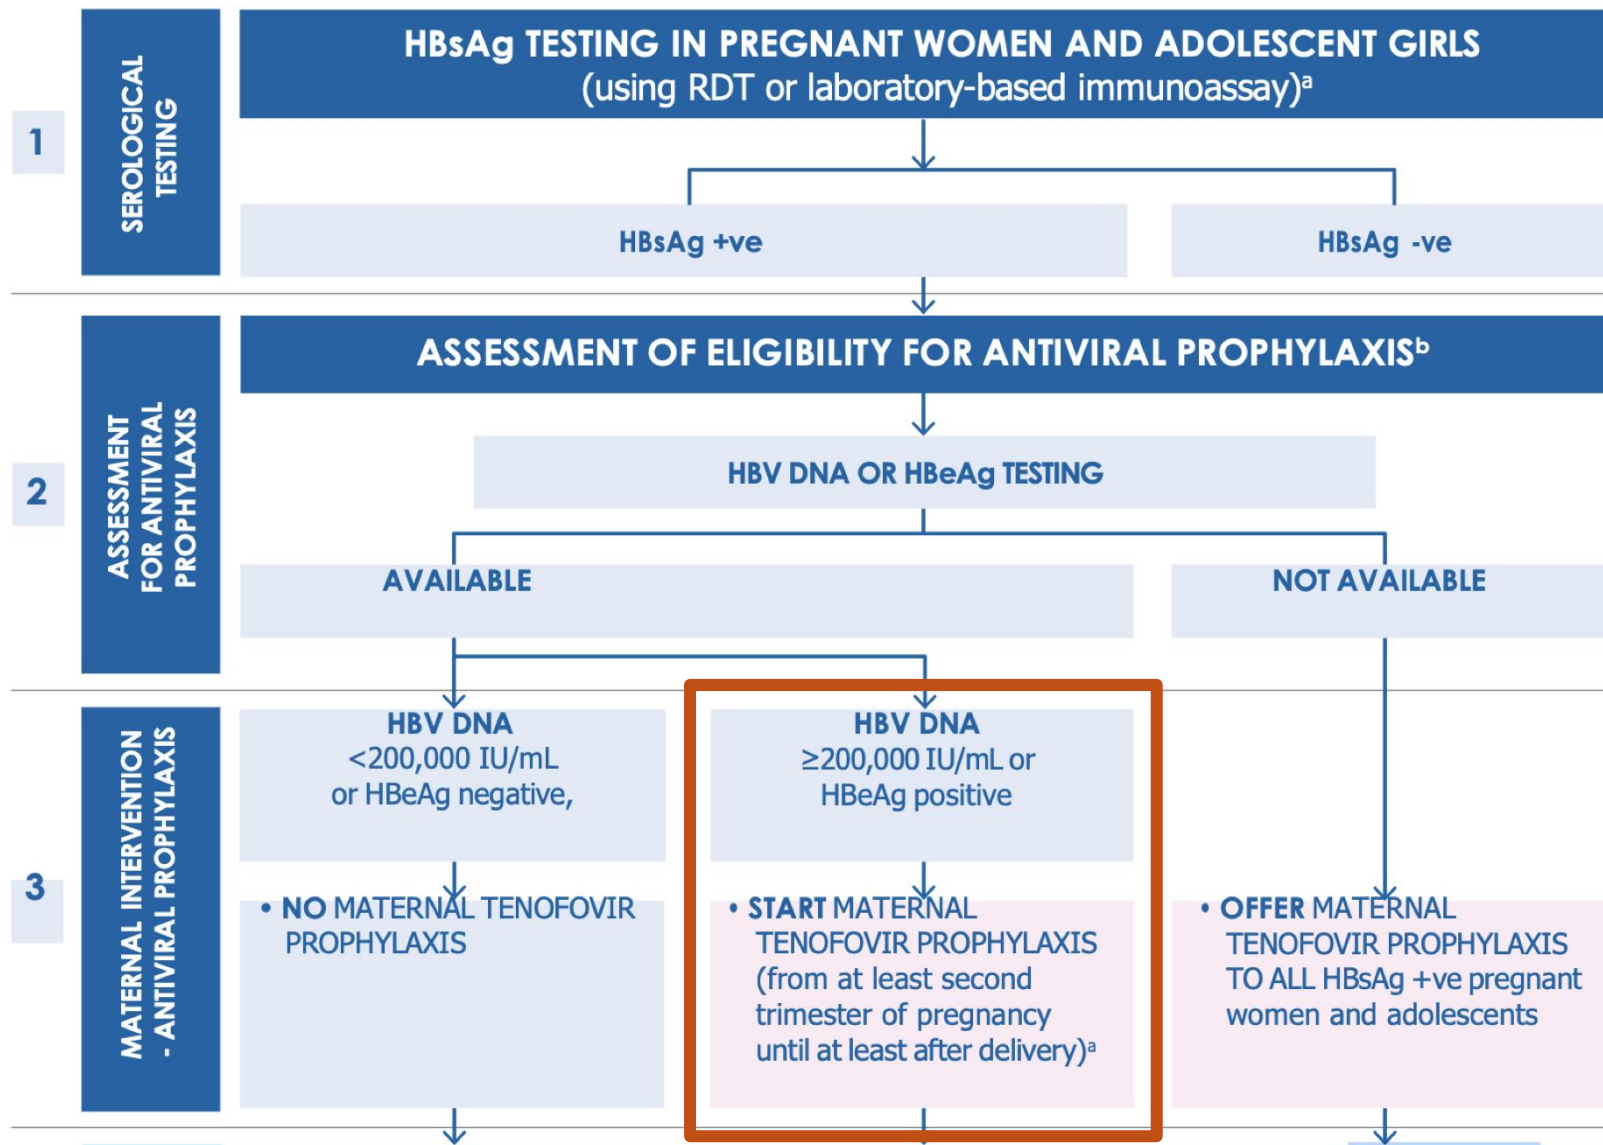 HBsAg TESTING IN PREGNANT WOMEN AND ADOLESCENT GIRLS
(using RDT or laboratory-based immunoassay)ᵃ
1
SEROLOGICAL
TESTING
HBsAg +ve
HBsAg -ve
ASSESSMENT OF ELIGIBILITY FOR ANTIVIRAL PROPHYLAXISᵇ
2
ASSESSMENT
FOR ANTIVIRAL
PROPHYLAXIS
HBV DNA OR HBeAg TESTING
AVAILABLE
NOT AVAILABLE
3
MATERNAL INTERVENTION
- ANTIVIRAL PROPHYLAXIS
HBV DNA
<200,000 IU/mL
or HBeAg negative,
HBV DNA
≥200,000 IU/mL or
HBeAg positive
• NO MATERNAL TENOFOVIR
PROPHYLAXIS
• START MATERNAL
TENOFOVIR PROPHYLAXIS
(from at least second
trimester of pregnancy
until at least after delivery)ᵃ
• OFFER MATERNAL
TENOFOVIR PROPHYLAXIS
TO ALL HBsAg +ve pregnant
women and adolescents